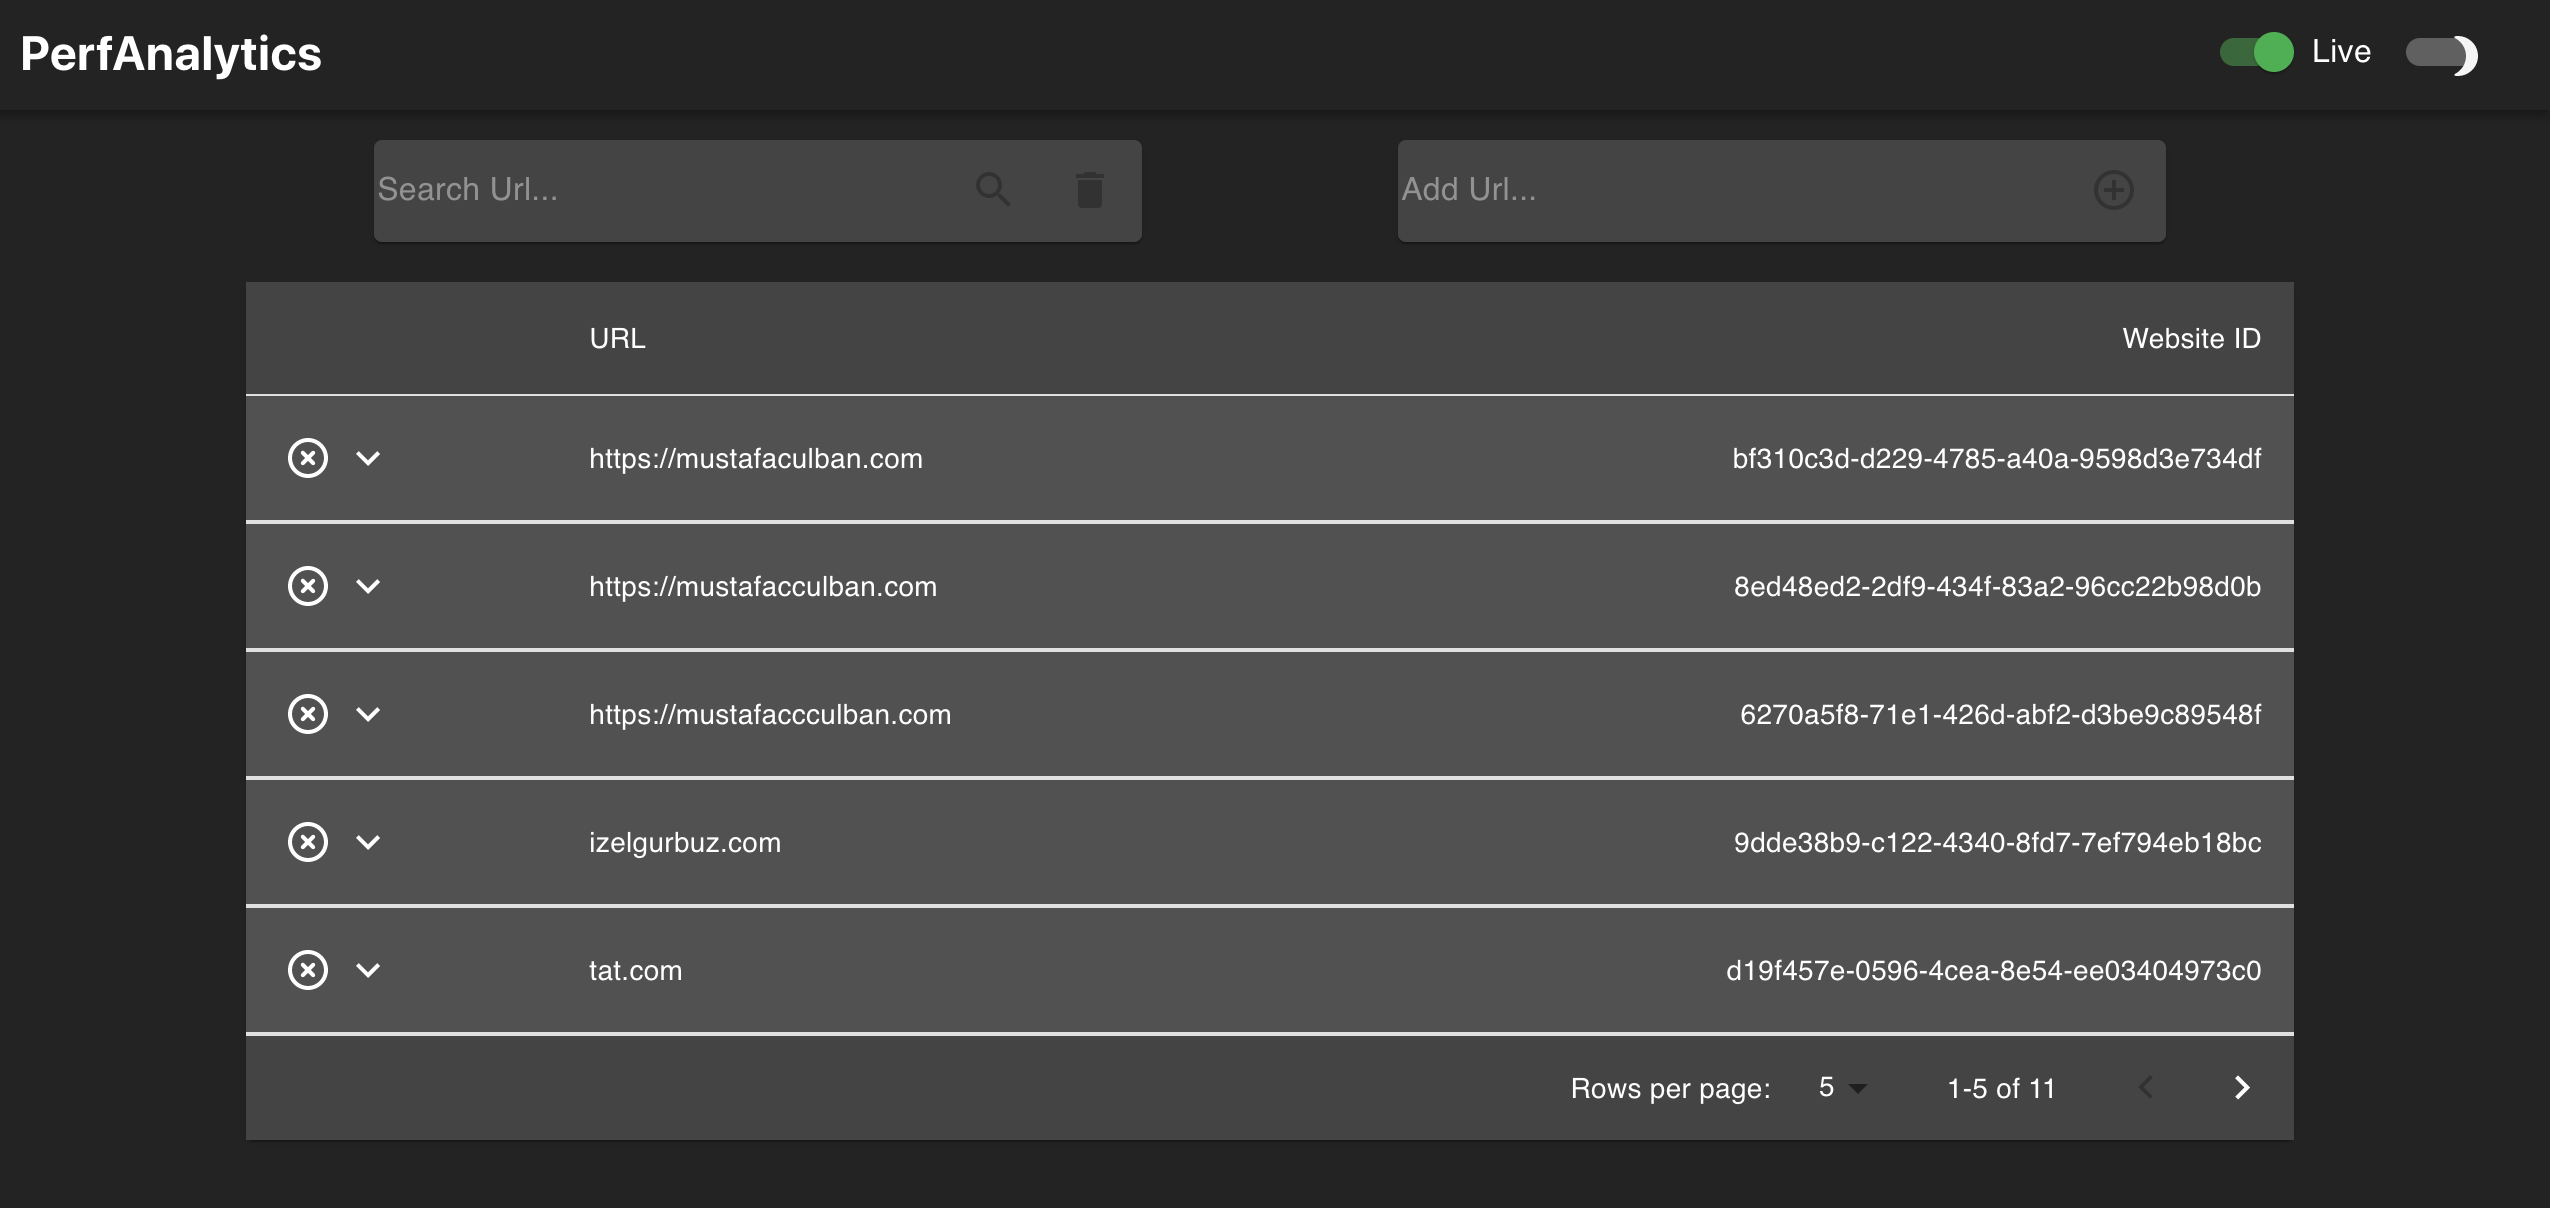 PerfAnalytics
Live
Search Url...
Add Url...
URL Website ID
https://mustafaculban.com bf310c3d-d229-4785-a40a-9598d3e734df
https://mustafacculban.com 8ed48ed2-2df9-434f-83a2-96cc22b98d0b
https://mustafaccculban.com 6270a5f8-71e1-426d-abf2-d3be9c89548f
izelgurbuz.com 9dde38b9-c122-4340-8fd7-7ef794eb18bc
tat.com d19f457e-0596-4cea-8e54-ee03404973c0
Rows per page: 5 1-5 of 11